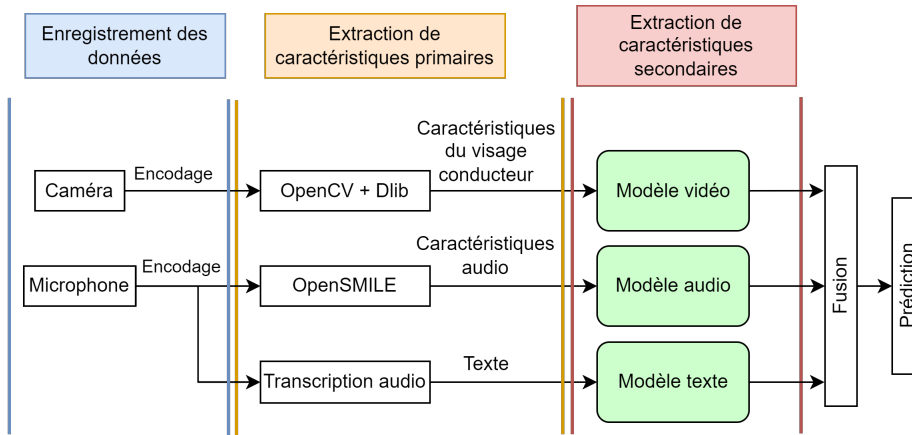 Enregistrement des
données
Extraction de
caractéristiques primaires
Extraction de
caractéristiques
secondaires
Caméra
Encodage
OpenCV + Dlib
Caractéristiques
du visage
conducteur
Modèle vidéo
Microphone
Encodage
OpenSMILE
Caractéristiques
audio
Modèle audio
Transcription audio
Texte
Modèle texte
Fusion
Prédiction